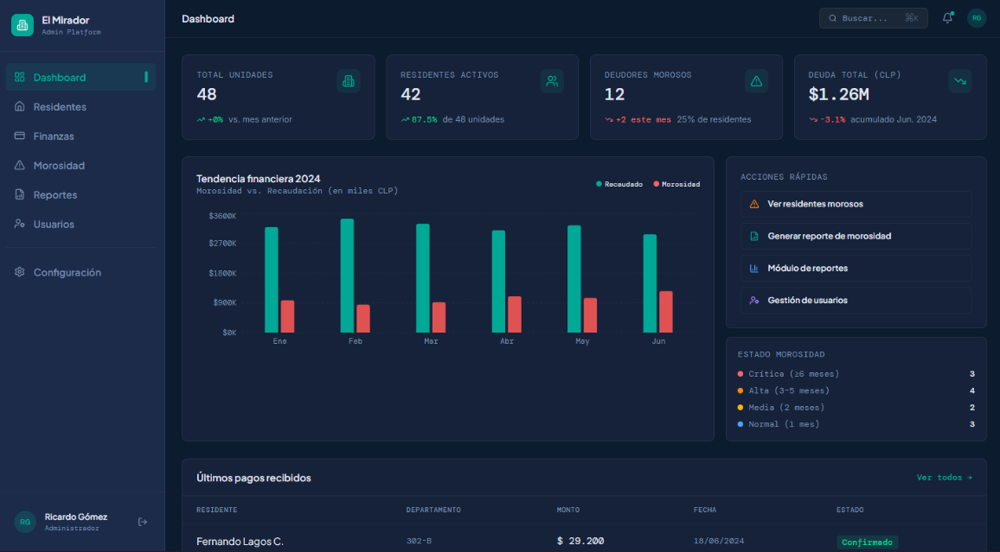 El Mirador
Admin Platform
Dashboard
Residentes
Finanzas
Morosidad
Reportes
Usuarios
Configuración
RG
Ricardo Gómez
Administrador
Dashboard
Buscar... ⌘K
RG
TOTAL UNIDADES
48
+0% vs. mes anterior
RESIDENTES ACTIVOS
42
87.5% de 48 unidades
DEUDORES MOROSOS
12
+2 este mes 25% de residentes
DEUDA TOTAL (CLP)
$1.26M
-3.1% acumulado Jun. 2024
Tendencia financiera 2024
Morosidad vs. Recaudación (en miles CLP)
Recaudado Morosidad
$3600K
$2700K
$1800K
$900K
$0K
Ene Feb Mar Abr May Jun
ACCIONES RÁPIDAS
Ver residentes morosos
Generar reporte de morosidad
Módulo de reportes
Gestión de usuarios
ESTADO MOROSIDAD
Crítica (≥6 meses) 3
Alta (3-5 meses) 4
Media (2 meses) 2
Normal (1 mes) 3
Últimos pagos recibidos
Ver todos →
RESIDENTE DEPARTAMENTO MONTO FECHA ESTADO
Fernando Lagos C. 302-B $ 29.200 18/06/2024 Confirmado